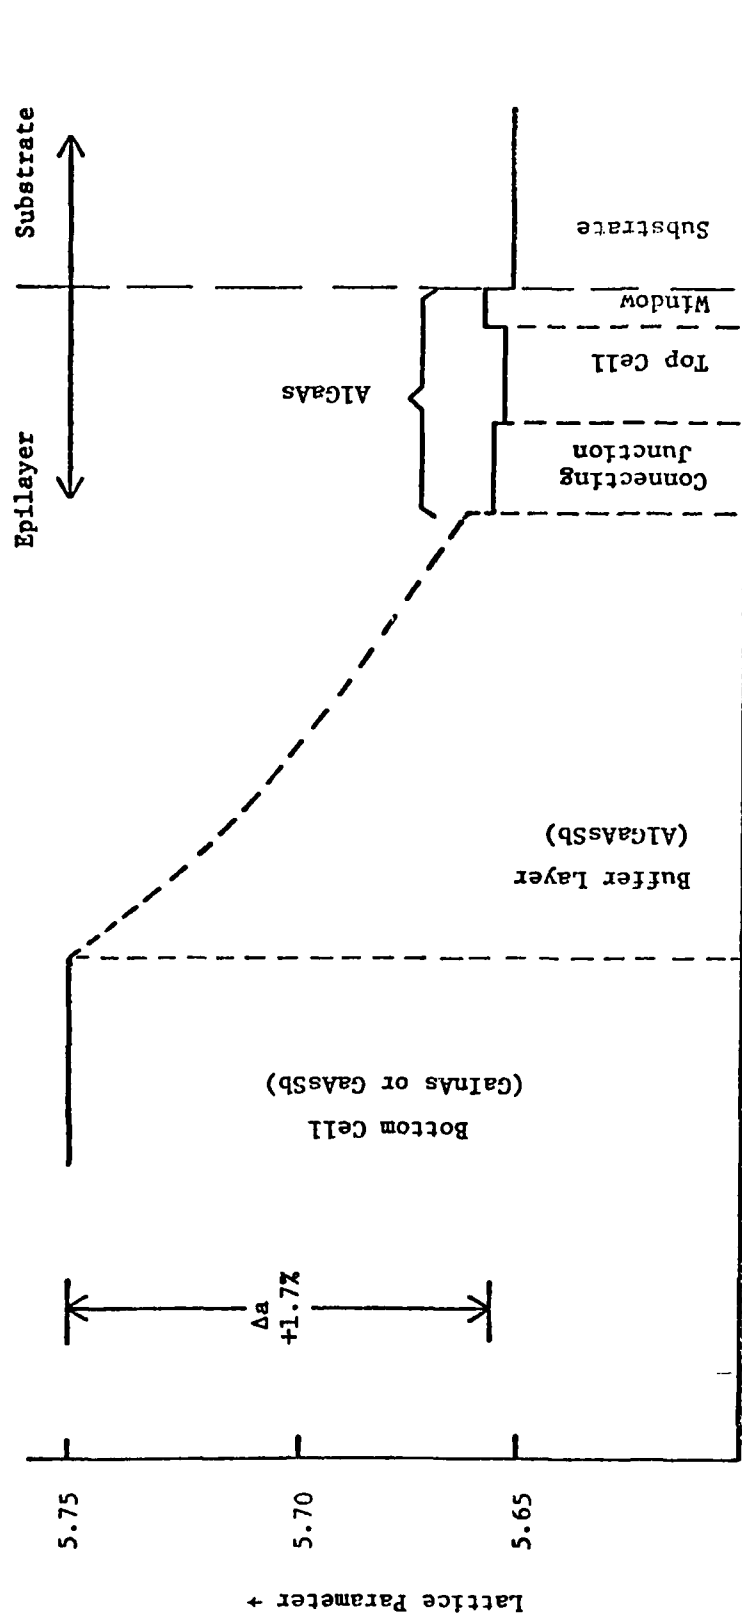 Epilayer
Substrate
AlGaAs
Bottom Cell
(GaInAs or GaAsSb)
Buffer Layer
(AlGaAsSb)
Connecting
Junction
Top Cell
Window
Substrate
Δa
+1.7%
5.75
5.70
5.65
Lattice Parameter →